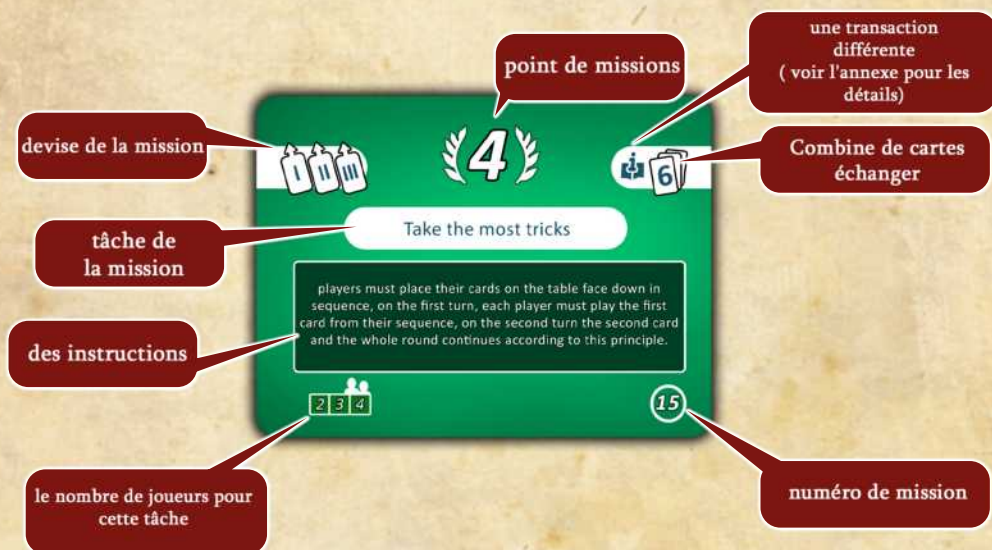 une transaction
différente
( voir l'annexe pour les
détails)
point de missions
devise de la mission
I II III
4
6
Combine de cartes
échanger
tâche de
la mission
Take the most tricks
players must place their cards on the table face down in
sequence, on the first turn, each player must play the first
card from their sequence, on the second turn the second card
and the whole round continues according to this principle.
des instructions
2 3 4
15
le nombre de joueurs pour
cette tâche
numéro de mission